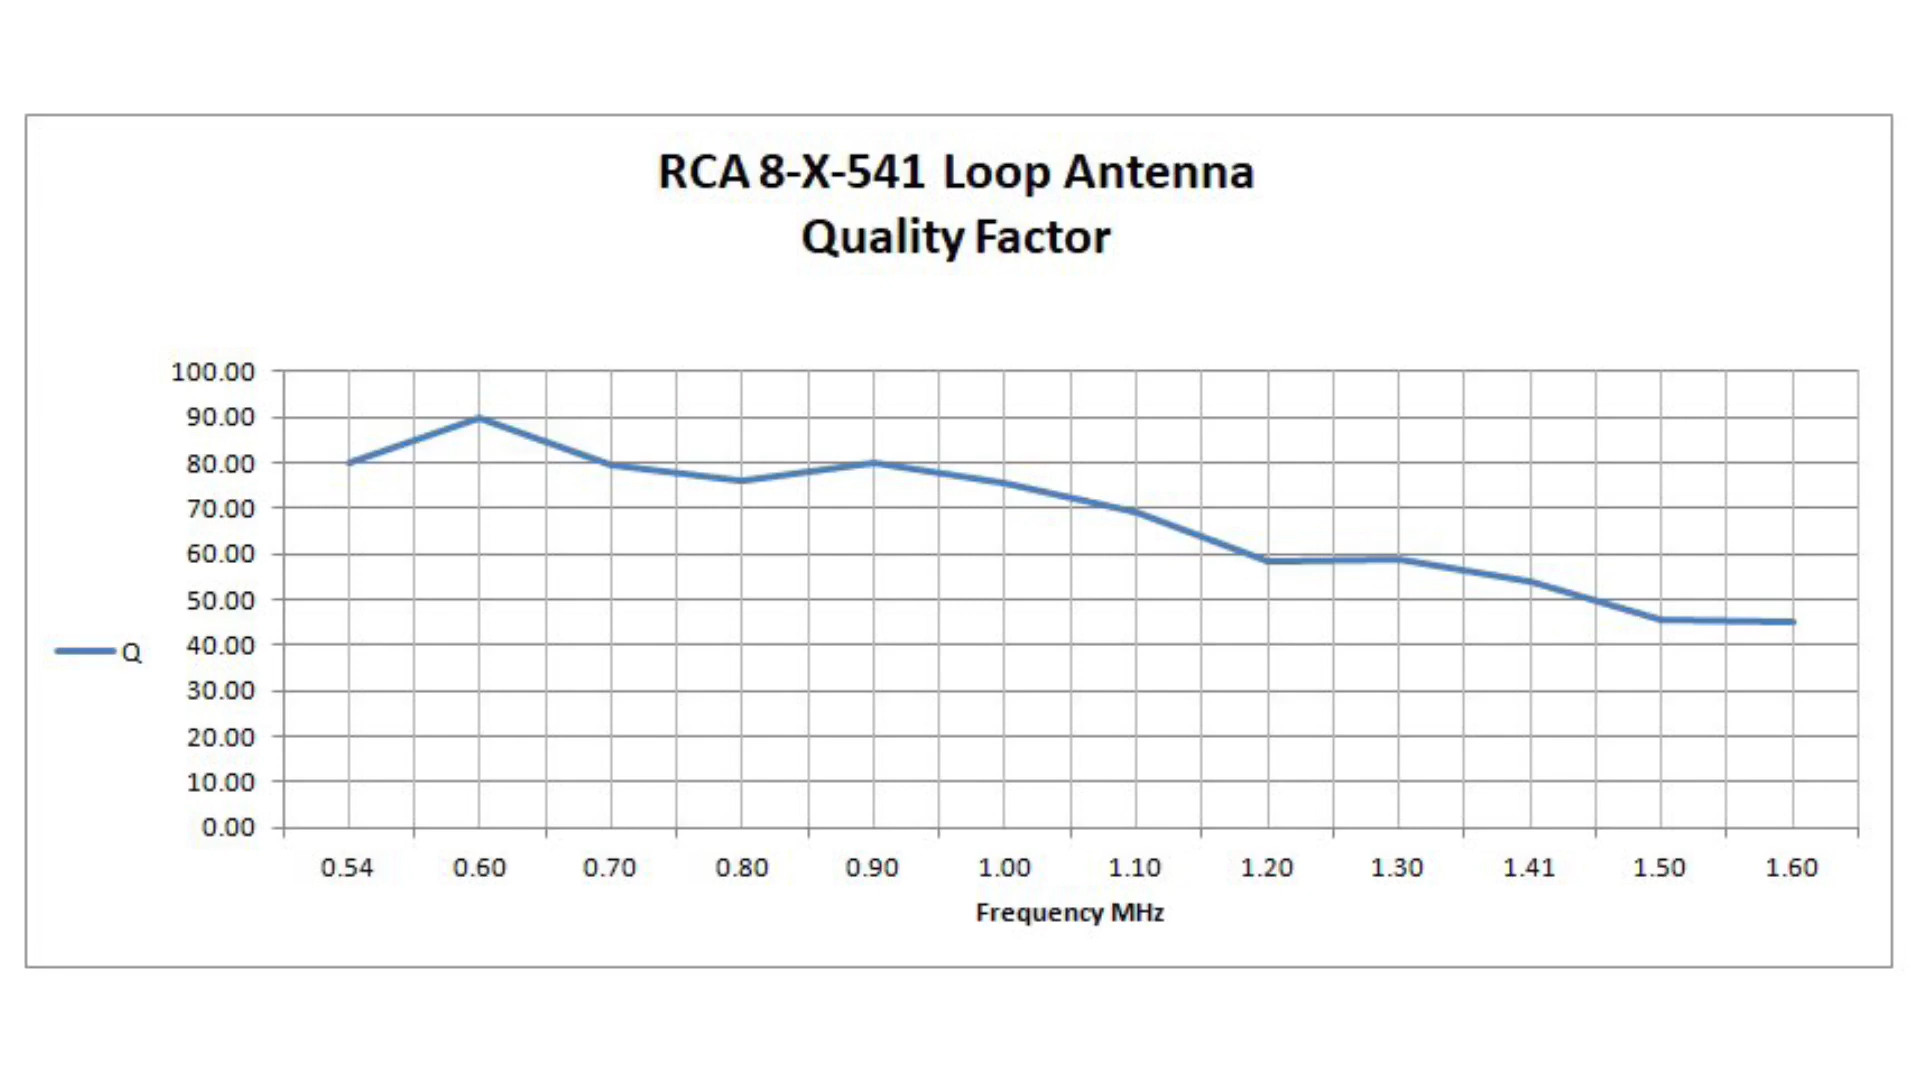 RCA 8-X-541 Loop Antenna
Quality Factor
100.00
90.00
80.00
70.00
60.00
50.00
40.00
30.00
20.00
10.00
0.00
Q
0.54 0.60 0.70 0.80 0.90 1.00 1.10 1.20 1.30 1.41 1.50 1.60
Frequency MHz